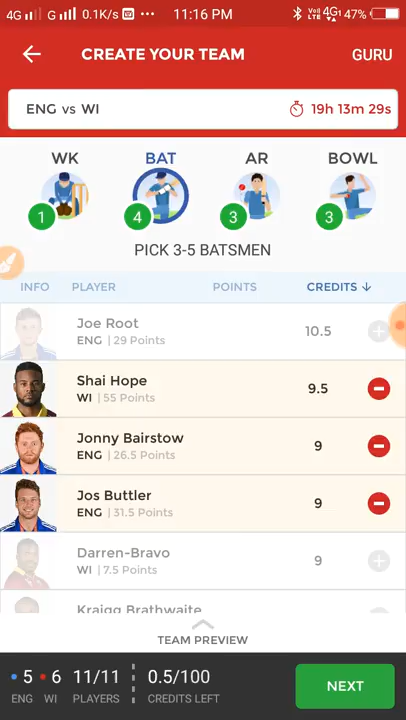 4G G 0.1K/s ••• 11:16 PM VoI LTE 4G 47%
CREATE YOUR TEAM GURU
ENG vs WI 19h 13m 29s
WK BAT AR BOWL
1 4 3 3
PICK 3-5 BATSMEN
INFO PLAYER POINTS CREDITS ↓
Joe Root
ENG | 29 Points
10.5
Shai Hope
WI | 55 Points
9.5
Jonny Bairstow
ENG | 26.5 Points
9
Jos Buttler
ENG | 31.5 Points
9
Darren-Bravo
WI | 7.5 Points
9
Kraigg Brathwaite
TEAM PREVIEW
5 6 11/11 0.5/100
ENG WI PLAYERS CREDITS LEFT
NEXT